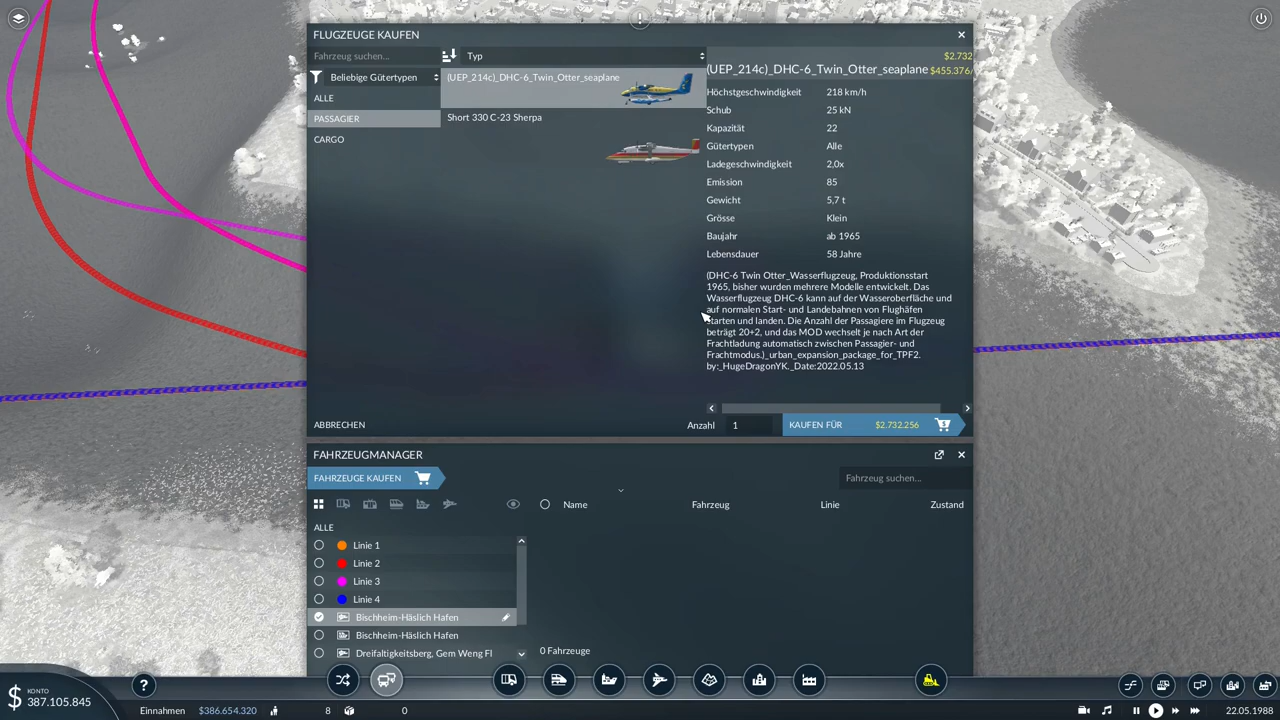 FLUGZEUGE KAUFEN
Fahrzeug suchen...
Typ
$2.732
(UEP_214c)_DHC-6_Twin_Otter_seaplane
$455.376/
Beliebige Gütertypen
(UEP_214c)_DHC-6_Twin_Otter_seaplane
ALLE
PASSAGIER
Short 330 C-23 Sherpa
CARGO
Höchstgeschwindigkeit 218 km/h
Schub 25 kN
Kapazität 22
Gütertypen Alle
Ladegeschwindigkeit 2,0x
Emission 85
Gewicht 5,7 t
Grösse Klein
Baujahr ab 1965
Lebensdauer 58 Jahre
(DHC-6 Twin Otter_Wasserflugzeug, Produktionsstart
1965, bisher wurden mehrere Modelle entwickelt. Das
Wasserflugzeug DHC-6 kann auf der Wasseroberfläche und
auf normalen Start- und Landebahnen von Flughäfen
starten und landen. Die Anzahl der Passagiere im Flugzeug
beträgt 20+2, und das MOD wechselt je nach Art der
Frachtladung automatisch zwischen Passagier- und
Frachtmodus.)_urban_expansion_package_for_TPF2.
by:_HugeDragonYK._Date:2022.05.13
ABBRECHEN
Anzahl 1
KAUFEN FÜR $2.732.256
FAHRZEUGMANAGER
FAHRZEUGE KAUFEN
Fahrzeug suchen...
Name Fahrzeug Linie Zustand
ALLE
Linie 1
Linie 2
Linie 3
Linie 4
Bischheim-Häslich Hafen
Bischheim-Häslich Hafen
Dreifaltigkeitsberg, Gem Weng Fl
0 Fahrzeuge
$ KONTO
387.105.845
?
Einnahmen $386.654.320 8 0
22.05.1988